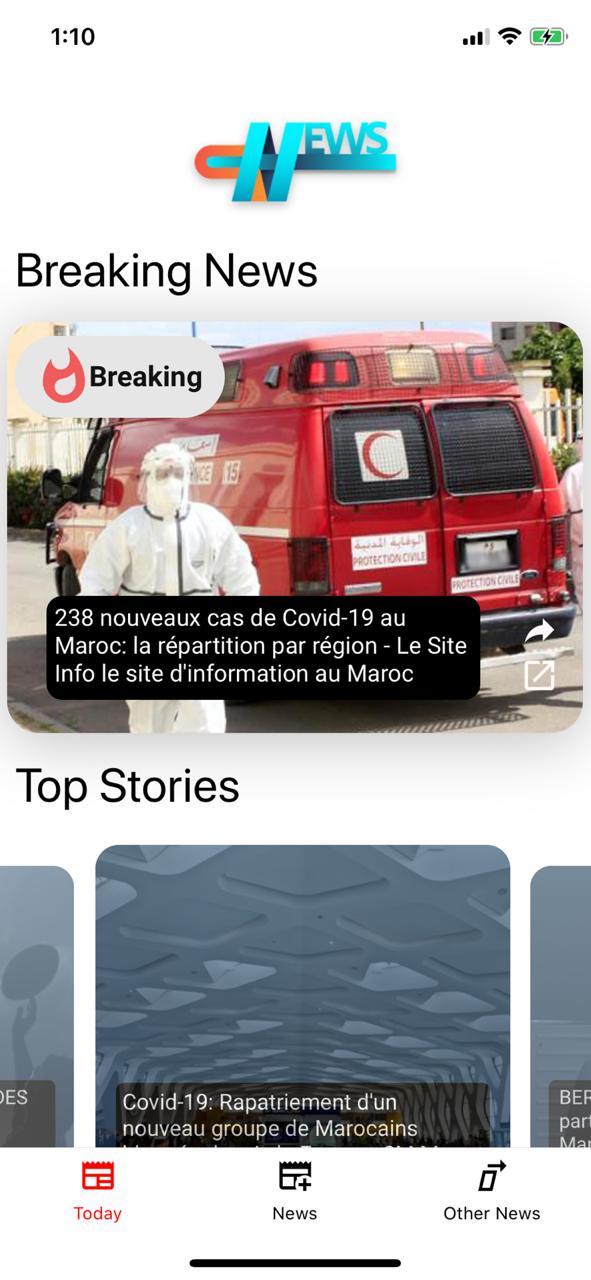 1:10
NEWS
Breaking News
Breaking
15
الوقاية المدنية
PROTECTION CIVILE
PROTECTION CIVILE
238 nouveaux cas de Covid-19 au
Maroc: la répartition par région - Le Site
Info le site d'information au Maroc
Top Stories
DES
Covid-19: Rapatriement d'un
nouveau groupe de Marocains
BER
part
Mar
Today
News
Other News